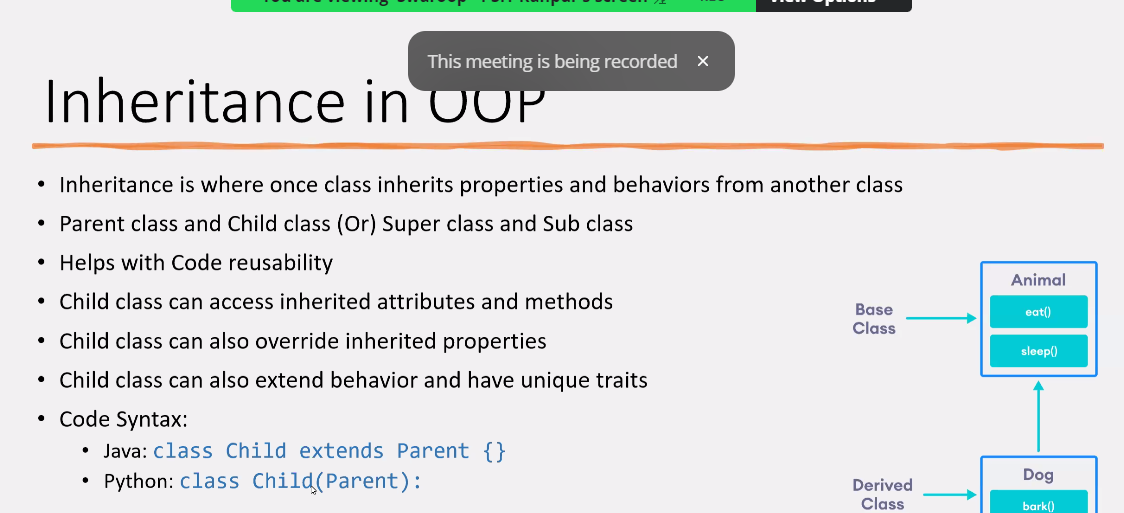 This meeting is being recorded ×
Inheritance in OOP
• Inheritance is where once class inherits properties and behaviors from another class
• Parent class and Child class (Or) Super class and Sub class
• Helps with Code reusability
• Child class can access inherited attributes and methods
• Child class can also override inherited properties
• Child class can also extend behavior and have unique traits
• Code Syntax:
• Java: class Child extends Parent {}
• Python: class Child(Parent):
Base
Class
Animal
eat()
sleep()
Derived
Class
Dog
bark()